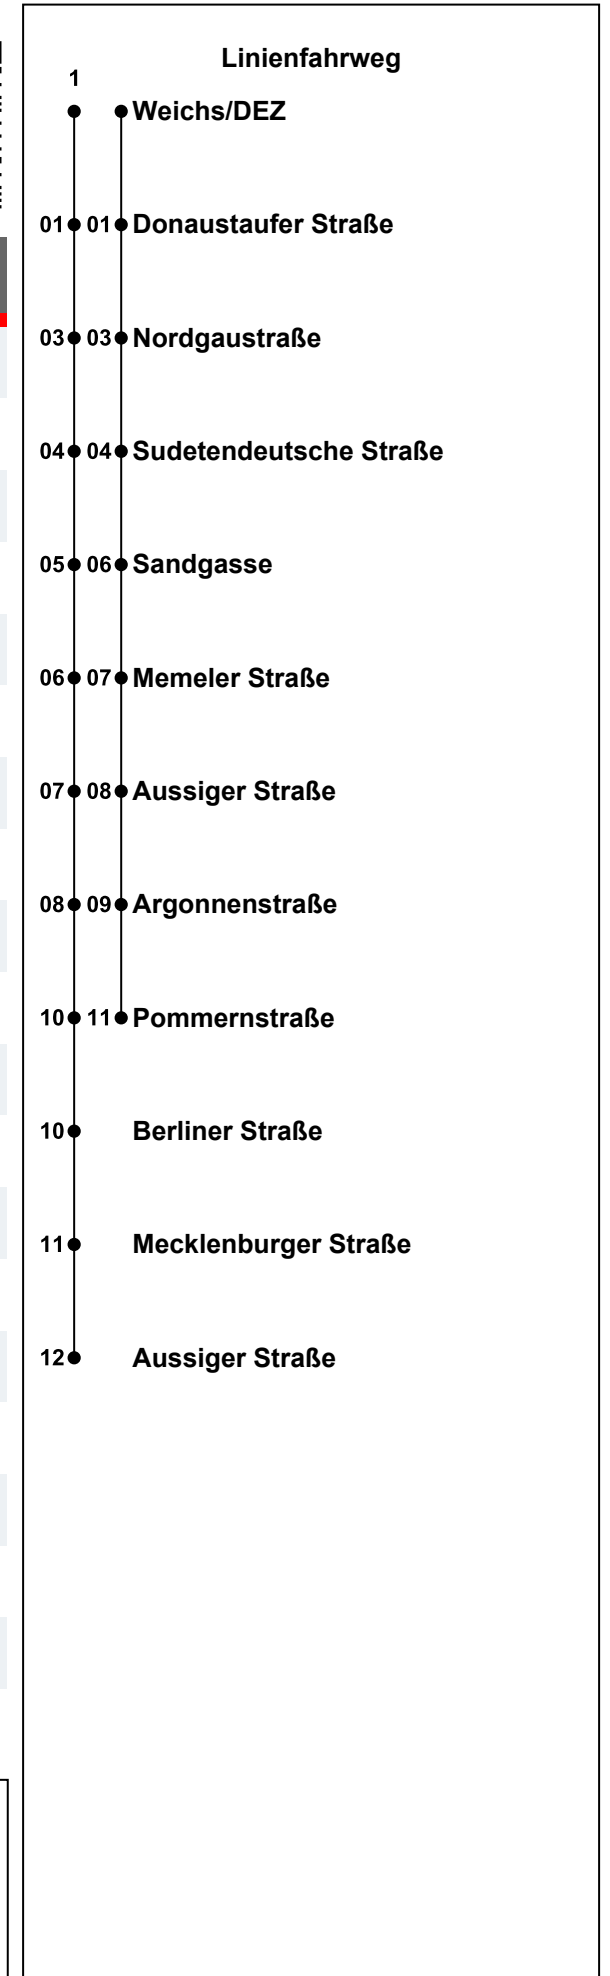 Linienfahrweg
1
Weichs/DEZ
01 01 Donaustaufer Straße
03 03 Nordgaustraße
04 04 Sudetendeutsche Straße
05 06 Sandgasse
06 07 Memeler Straße
07 08 Aussiger Straße
08 09 Argonnenstraße
10 11 Pommernstraße
10 Berliner Straße
11 Mecklenburger Straße
12 Aussiger Straße